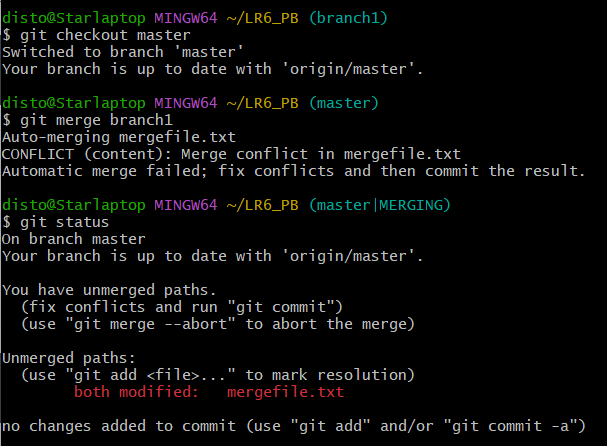 disto@Starlaptop MINGW64 ~/LR6_PB (branch1)
$ git checkout master
Switched to branch 'master'
Your branch is up to date with 'origin/master'.
disto@Starlaptop MINGW64 ~/LR6_PB (master)
$ git merge branch1
Auto-merging mergefile.txt
CONFLICT (content): Merge conflict in mergefile.txt
Automatic merge failed; fix conflicts and then commit the result.
disto@Starlaptop MINGW64 ~/LR6_PB (master|MERGING)
$ git status
On branch master
Your branch is up to date with 'origin/master'.
You have unmerged paths.
(fix conflicts and run "git commit")
(use "git merge --abort" to abort the merge)
Unmerged paths:
(use "git add <file>..." to mark resolution)
both modified:   mergefile.txt
no changes added to commit (use "git add" and/or "git commit -a")